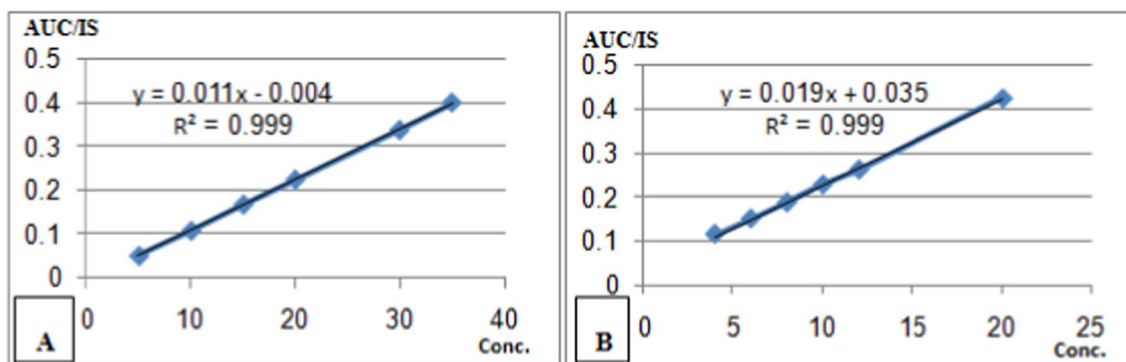 AUC/IS
0.5
0.4
0.3
0.2
0.1
0
y = 0.011x - 0.004
R² = 0.999
0 10 20 30 40
Conc.
A
AUC/IS
0.5
0.4
0.3
0.2
0.1
0
y = 0.019x + 0.035
R² = 0.999
0 5 10 15 20 25
Conc.
B